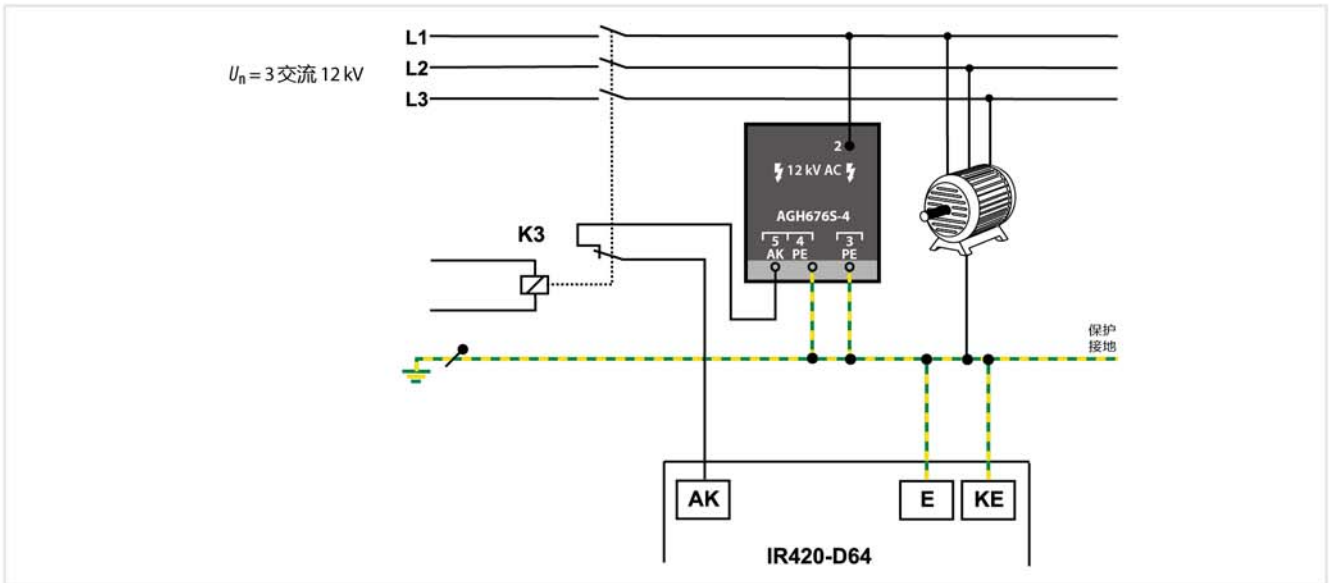 L1
Un = 3 交流 12 kV
L2
L3
2
12 kV AC
AGH676S-4
K3
5 4 3
AK PE PE
保护
接地
AK
E
KE
IR420-D64